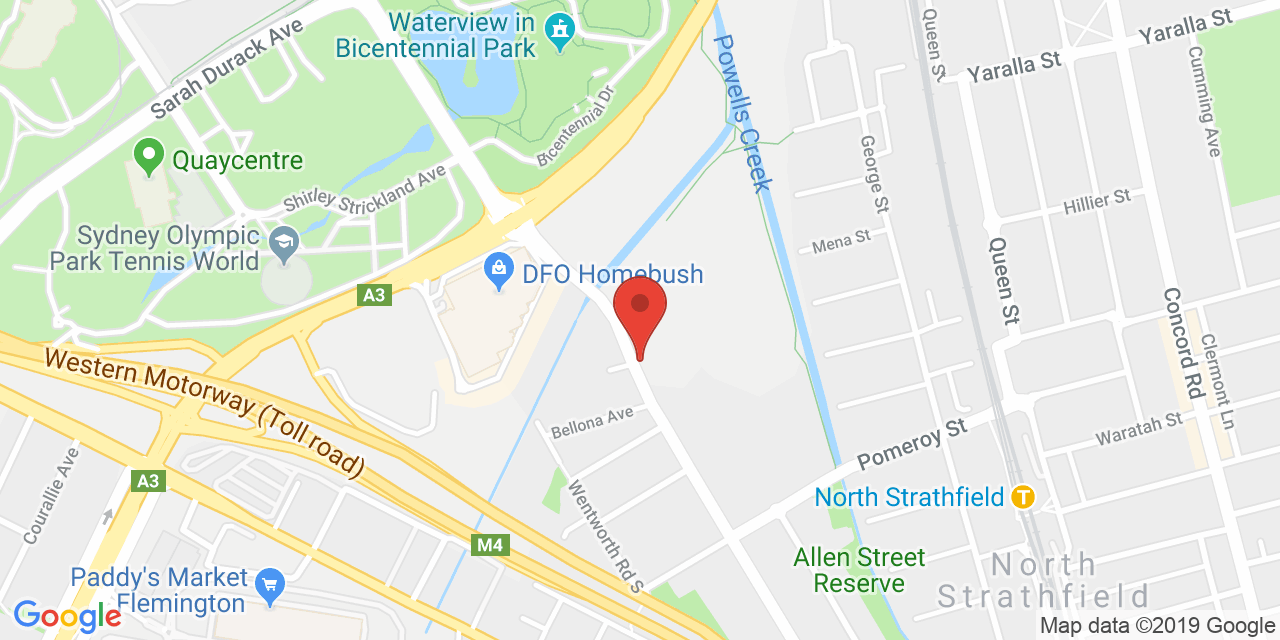 Waterview in
Bicentennial Park
Sarah Durack Ave
Powells Creek
Queen St
Yaralla St
Yaralla St
Cumming Ave
Bicentennial Dr
Quaycentre
Shirley Strickland Ave
George St
Hillier St
Sydney Olympic
Park Tennis World
Mena St
Queen St
DFO Homebush
A3
Concord Rd
Clermont Ln
Western Motorway (Toll road)
Bellona Ave
Waratah St
Pomeroy St
Courallie Ave
A3
Wentworth Rd S
North Strathfield
T
M4
Allen Street
Reserve
North
Strathfield
Paddy's Market
Flemington
Google
Map data ©2019 Google